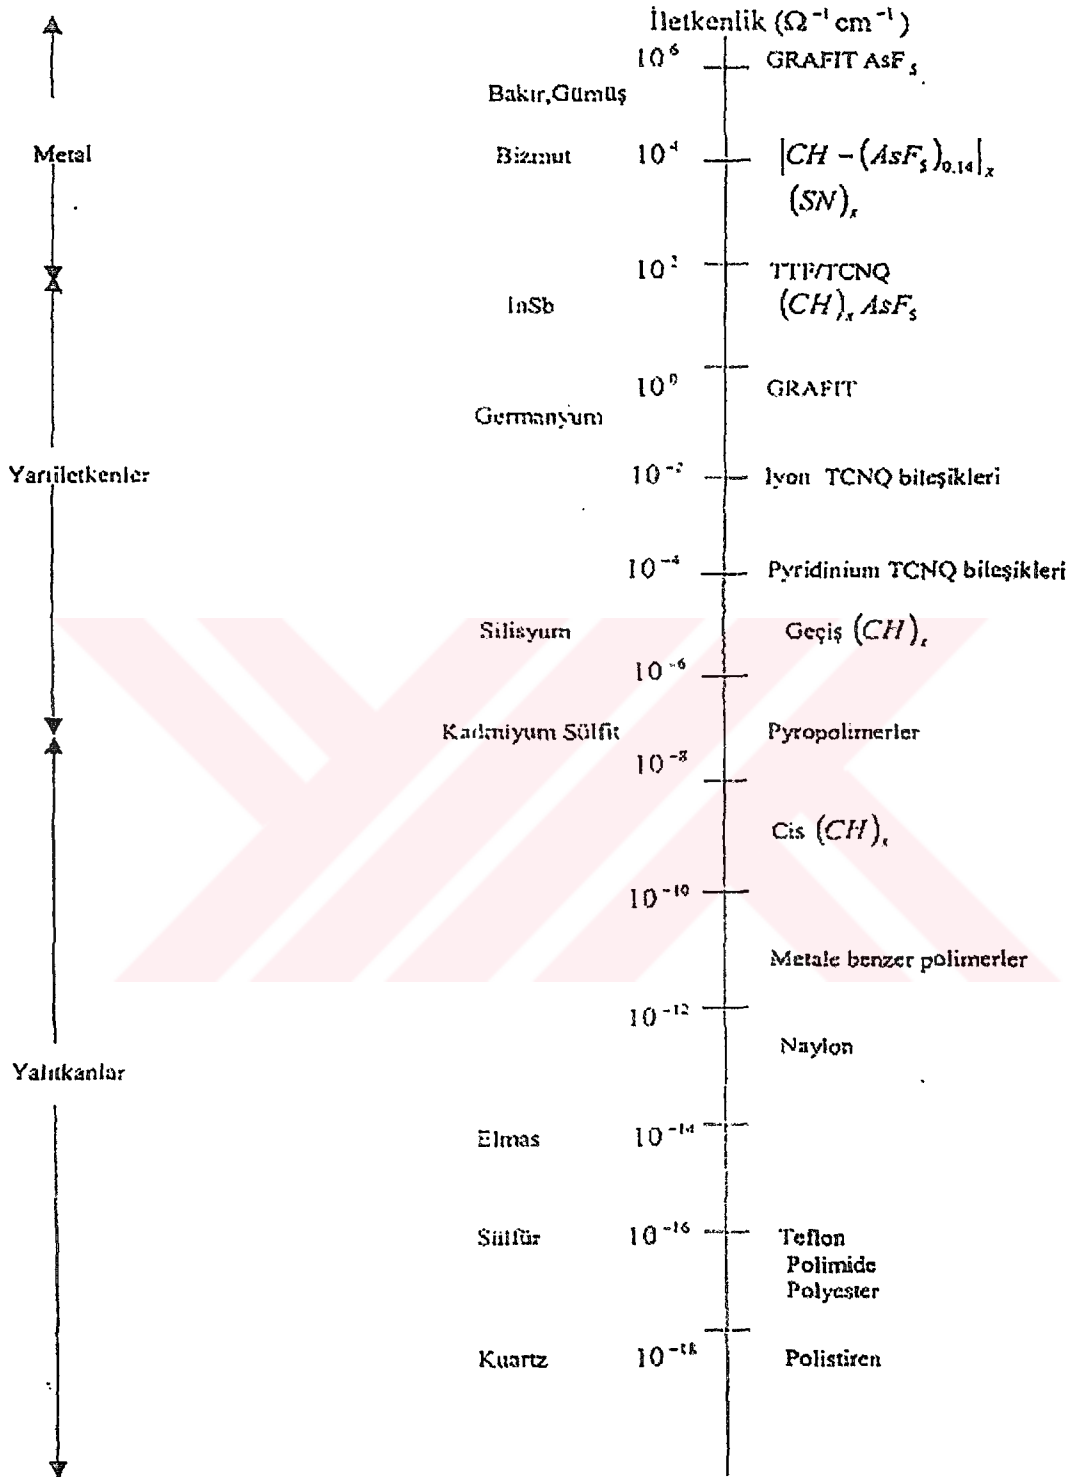 İletkenlik (Ω⁻¹ cm⁻¹)
10⁶ GRAFIT AsF₅
Bakır,Gümüş
Metal Bizmut 10⁴ |CH – (AsF₅)₀.₁₄|ₓ
(SN)ₓ
10² TTF/TCNQ
InSb (CH)ₓ AsF₅
10⁰ GRAFIT
Germanyum
Yarıiletkenler 10⁻² Iyon TCNQ bileşikleri
10⁻⁴ Pyridinium TCNQ bileşikleri
Silisyum Geçiş (CH)ₓ
10⁻⁶
Kadmiyum Sülfit Pyropolimerler
10⁻⁸
Cis (CH)ₓ
10⁻¹⁰
Metale benzer polimerler
10⁻¹²
Naylon
Yalıtkanlar
Elmas 10⁻¹⁴
Sülfür 10⁻¹⁶ Teflon
Polimide
Polyester
Kuartz 10⁻¹⁸ Polistiren